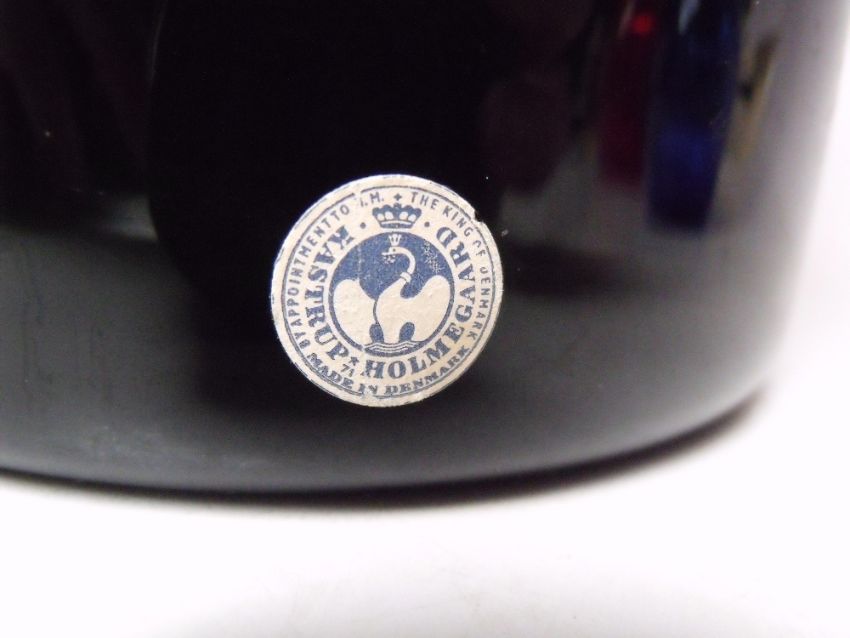 BY APPOINTMENT TO H.M. + THE KING OF DENMARK
KASTRUP * HOLMEGAARD
71
MADE IN DENMARK